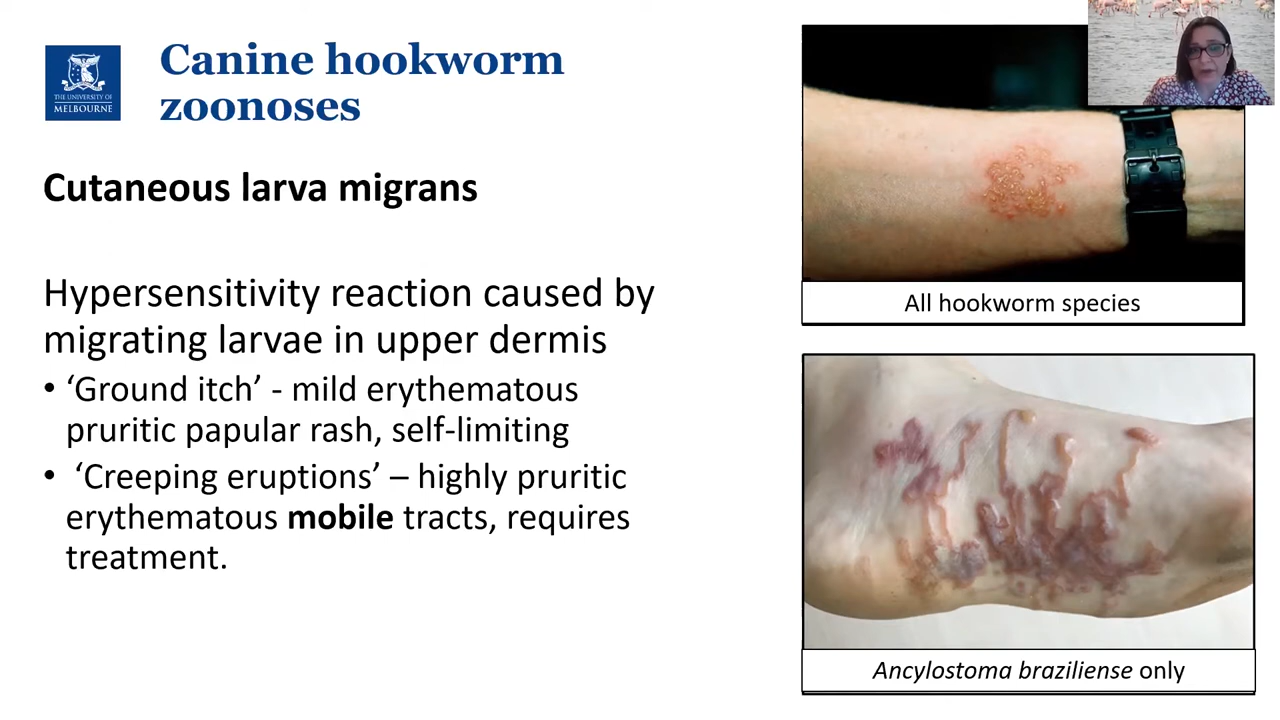 THE UNIVERSITY OF
MELBOURNE
Canine hookworm
zoonoses
Cutaneous larva migrans
Hypersensitivity reaction caused by
migrating larvae in upper dermis
• ‘Ground itch’ - mild erythematous
pruritic papular rash, self-limiting
• ‘Creeping eruptions’ – highly pruritic
erythematous mobile tracts, requires
treatment.
All hookworm species
Ancylostoma braziliense only